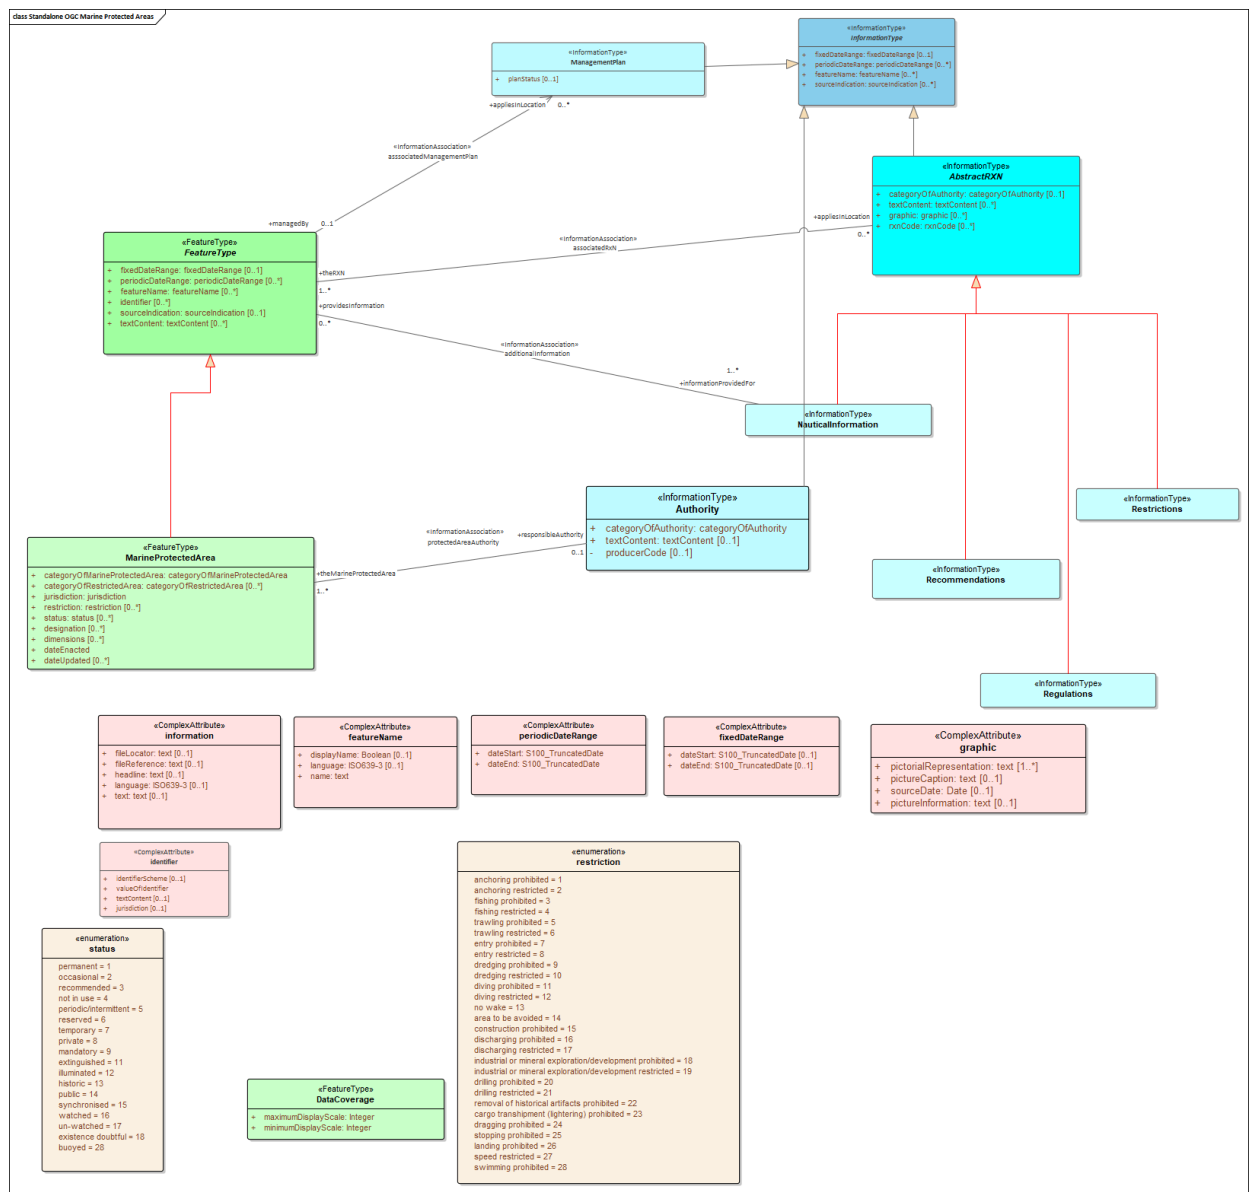 class Standalone OGC Marine Protected Areas
«InformationType»
InformationType
+ fixedDateRange: fixedDateRange [0..1]
+ periodicDateRange: periodicDateRange [0..*]
+ featureName: featureName [0..*]
+ sourceIndication: sourceIndication [0..*]
«InformationType»
ManagementPlan
+ planStatus [0..1]
+appliesInLocation 0..*
«InformationAssociation»
asssociatedManagementPlan
+managedBy 0..1
«InformationType»
AbstractRXN
+ categoryOfAuthority: categoryOfAuthority [0..1]
+ textContent: textContent [0..*]
+ graphic: graphic [0..*]
+ rxnCode: rxnCode [0..*]
+appliesInLocation
0..*
«InformationAssociation»
associatedRxN
«FeatureType»
FeatureType
+ fixedDateRange: fixedDateRange [0..1]
+ periodicDateRange: periodicDateRange [0..*]
+ featureName: featureName [0..*]
+ identifier [0..*]
+ sourceIndication: sourceIndication [0..1]
+ textContent: textContent [0..*]
+theRXN
1..*
+providesInformation
0..*
«InformationAssociation»
additionalInformation
1..*
+informationProvidedFor
«InformationType»
NauticalInformation
«InformationType»
Authority
+ categoryOfAuthority: categoryOfAuthority
+ textContent: textContent [0..1]
- producerCode [0..1]
«InformationType»
Restrictions
«InformationAssociation»
protectedAreaAuthority
+responsibleAuthority
0..1
+theMarineProtectedArea
1..*
«FeatureType»
MarineProtectedArea
+ categoryOfMarineProtectedArea: categoryOfMarineProtectedArea
+ categoryOfRestrictedArea: categoryOfRestrictedArea [0..*]
+ jurisdiction: jurisdiction
+ restriction: restriction [0..*]
+ status: status [0..*]
+ designation [0..*]
+ dimensions [0..*]
+ dateEnacted
+ dateUpdated [0..*]
«InformationType»
Recommendations
«InformationType»
Regulations
«ComplexAttribute»
information
+ fileLocator: text [0..1]
+ fileReference: text [0..1]
+ headline: text [0..1]
+ language: ISO639-3 [0..1]
+ text: text [0..1]
«ComplexAttribute»
featureName
+ displayName: Boolean [0..1]
+ language: ISO639-3 [0..1]
+ name: text
«ComplexAttribute»
periodicDateRange
+ dateStart: S100_TruncatedDate
+ dateEnd: S100_TruncatedDate
«ComplexAttribute»
fixedDateRange
+ dateStart: S100_TruncatedDate [0..1]
+ dateEnd: S100_TruncatedDate [0..1]
«ComplexAttribute»
graphic
+ pictorialRepresentation: text [1..*]
+ pictureCaption: text [0..1]
+ sourceDate: Date [0..1]
+ pictureInformation: text [0..1]
«ComplexAttribute»
identifier
+ identifierScheme [0..1]
+ valueOfIdentifier
+ textContent [0..1]
+ jurisdiction [0..1]
«enumeration»
status
permanent = 1
occasional = 2
recommended = 3
not in use = 4
periodic/intermittent = 5
reserved = 6
temporary = 7
private = 8
mandatory = 9
extinguished = 11
illuminated = 12
historic = 13
public = 14
synchronised = 15
watched = 16
un-watched = 17
existence doubtful = 18
buoyed = 28
«FeatureType»
DataCoverage
+ maximumDisplayScale: Integer
+ minimumDisplayScale: Integer
«enumeration»
restriction
anchoring prohibited = 1
anchoring restricted = 2
fishing prohibited = 3
fishing restricted = 4
trawling prohibited = 5
trawling restricted = 6
entry prohibited = 7
entry restricted = 8
dredging prohibited = 9
dredging restricted = 10
diving prohibited = 11
diving restricted = 12
no wake = 13
area to be avoided = 14
construction prohibited = 15
discharging prohibited = 16
discharging restricted = 17
industrial or mineral exploration/development prohibited = 18
industrial or mineral exploration/development restricted = 19
drilling prohibited = 20
drilling restricted = 21
removal of historical artifacts prohibited = 22
cargo transhipment (lightering) prohibited = 23
dragging prohibited = 24
stopping prohibited = 25
landing prohibited = 26
speed restricted = 27
swimming prohibited = 28